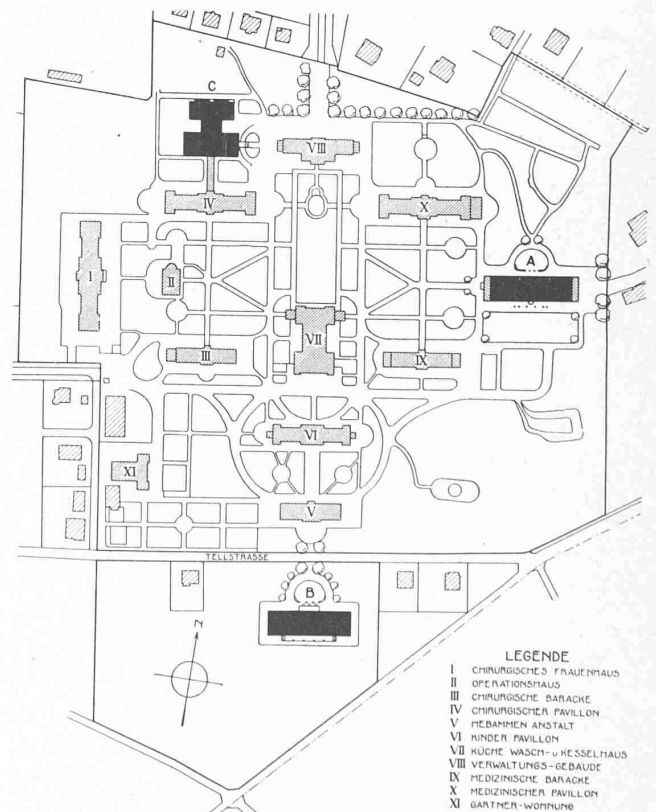 C
VIII
IV
X
A
I
II
VII
III
IX
VI
XI
V
TELLSTRASSE
B
N
LEGENDE
I CHIRURGISCHES FRAUENHAUS
II OPERATIONSHAUS
III CHIRURGISCHE BARACKE
IV CHIRURGISCHER PAVILLON
V HEBAMMEN ANSTALT
VI KINDER PAVILLON
VII KÜCHE WASCH- u KESSELHAUS
VIII VERWALTUNGS-GEBÄUDE
IX MEDIZINISCHE BARACKE
X MEDIZINISCHER PAVILLON
XI GÄRTNER-WOHNUNG